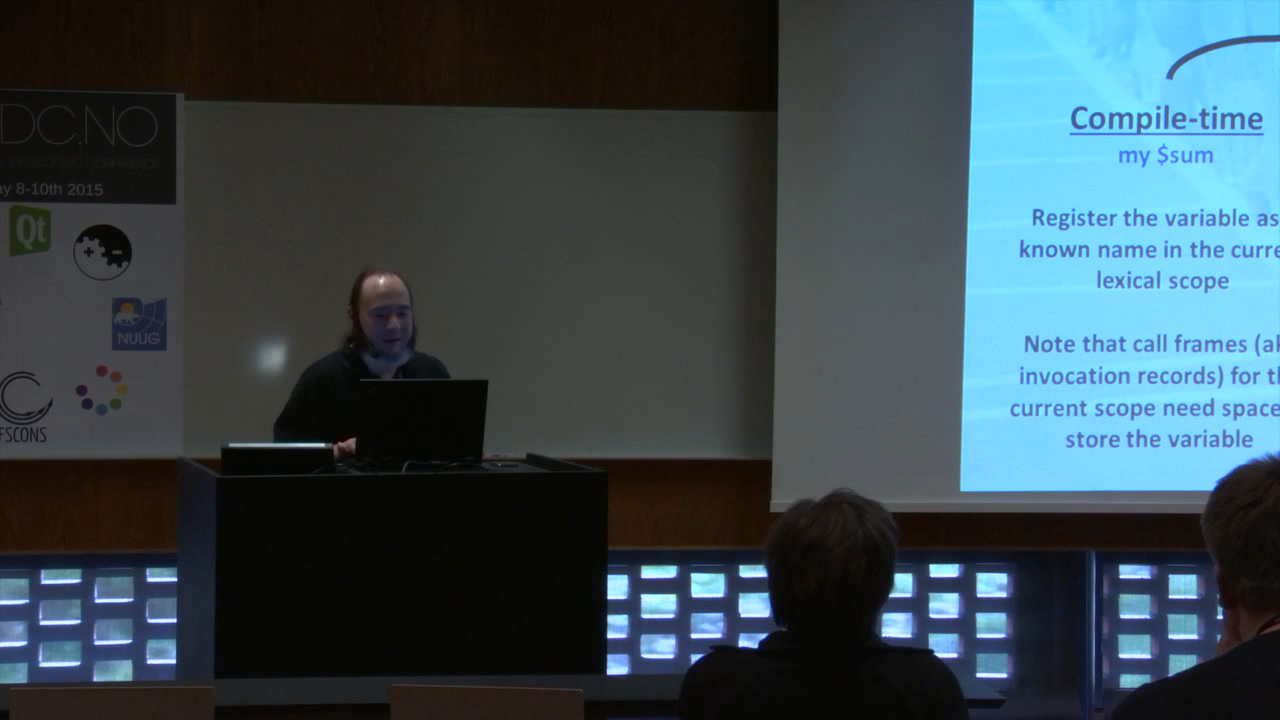 DC.NO
CONFERENCE
ay 8-10th 2015
Qt
NUUG
FSCONS
Compile-time
my $sum
Register the variable as
known name in the curre
lexical scope
Note that call frames (ak
invocation records) for th
current scope need space
store the variable